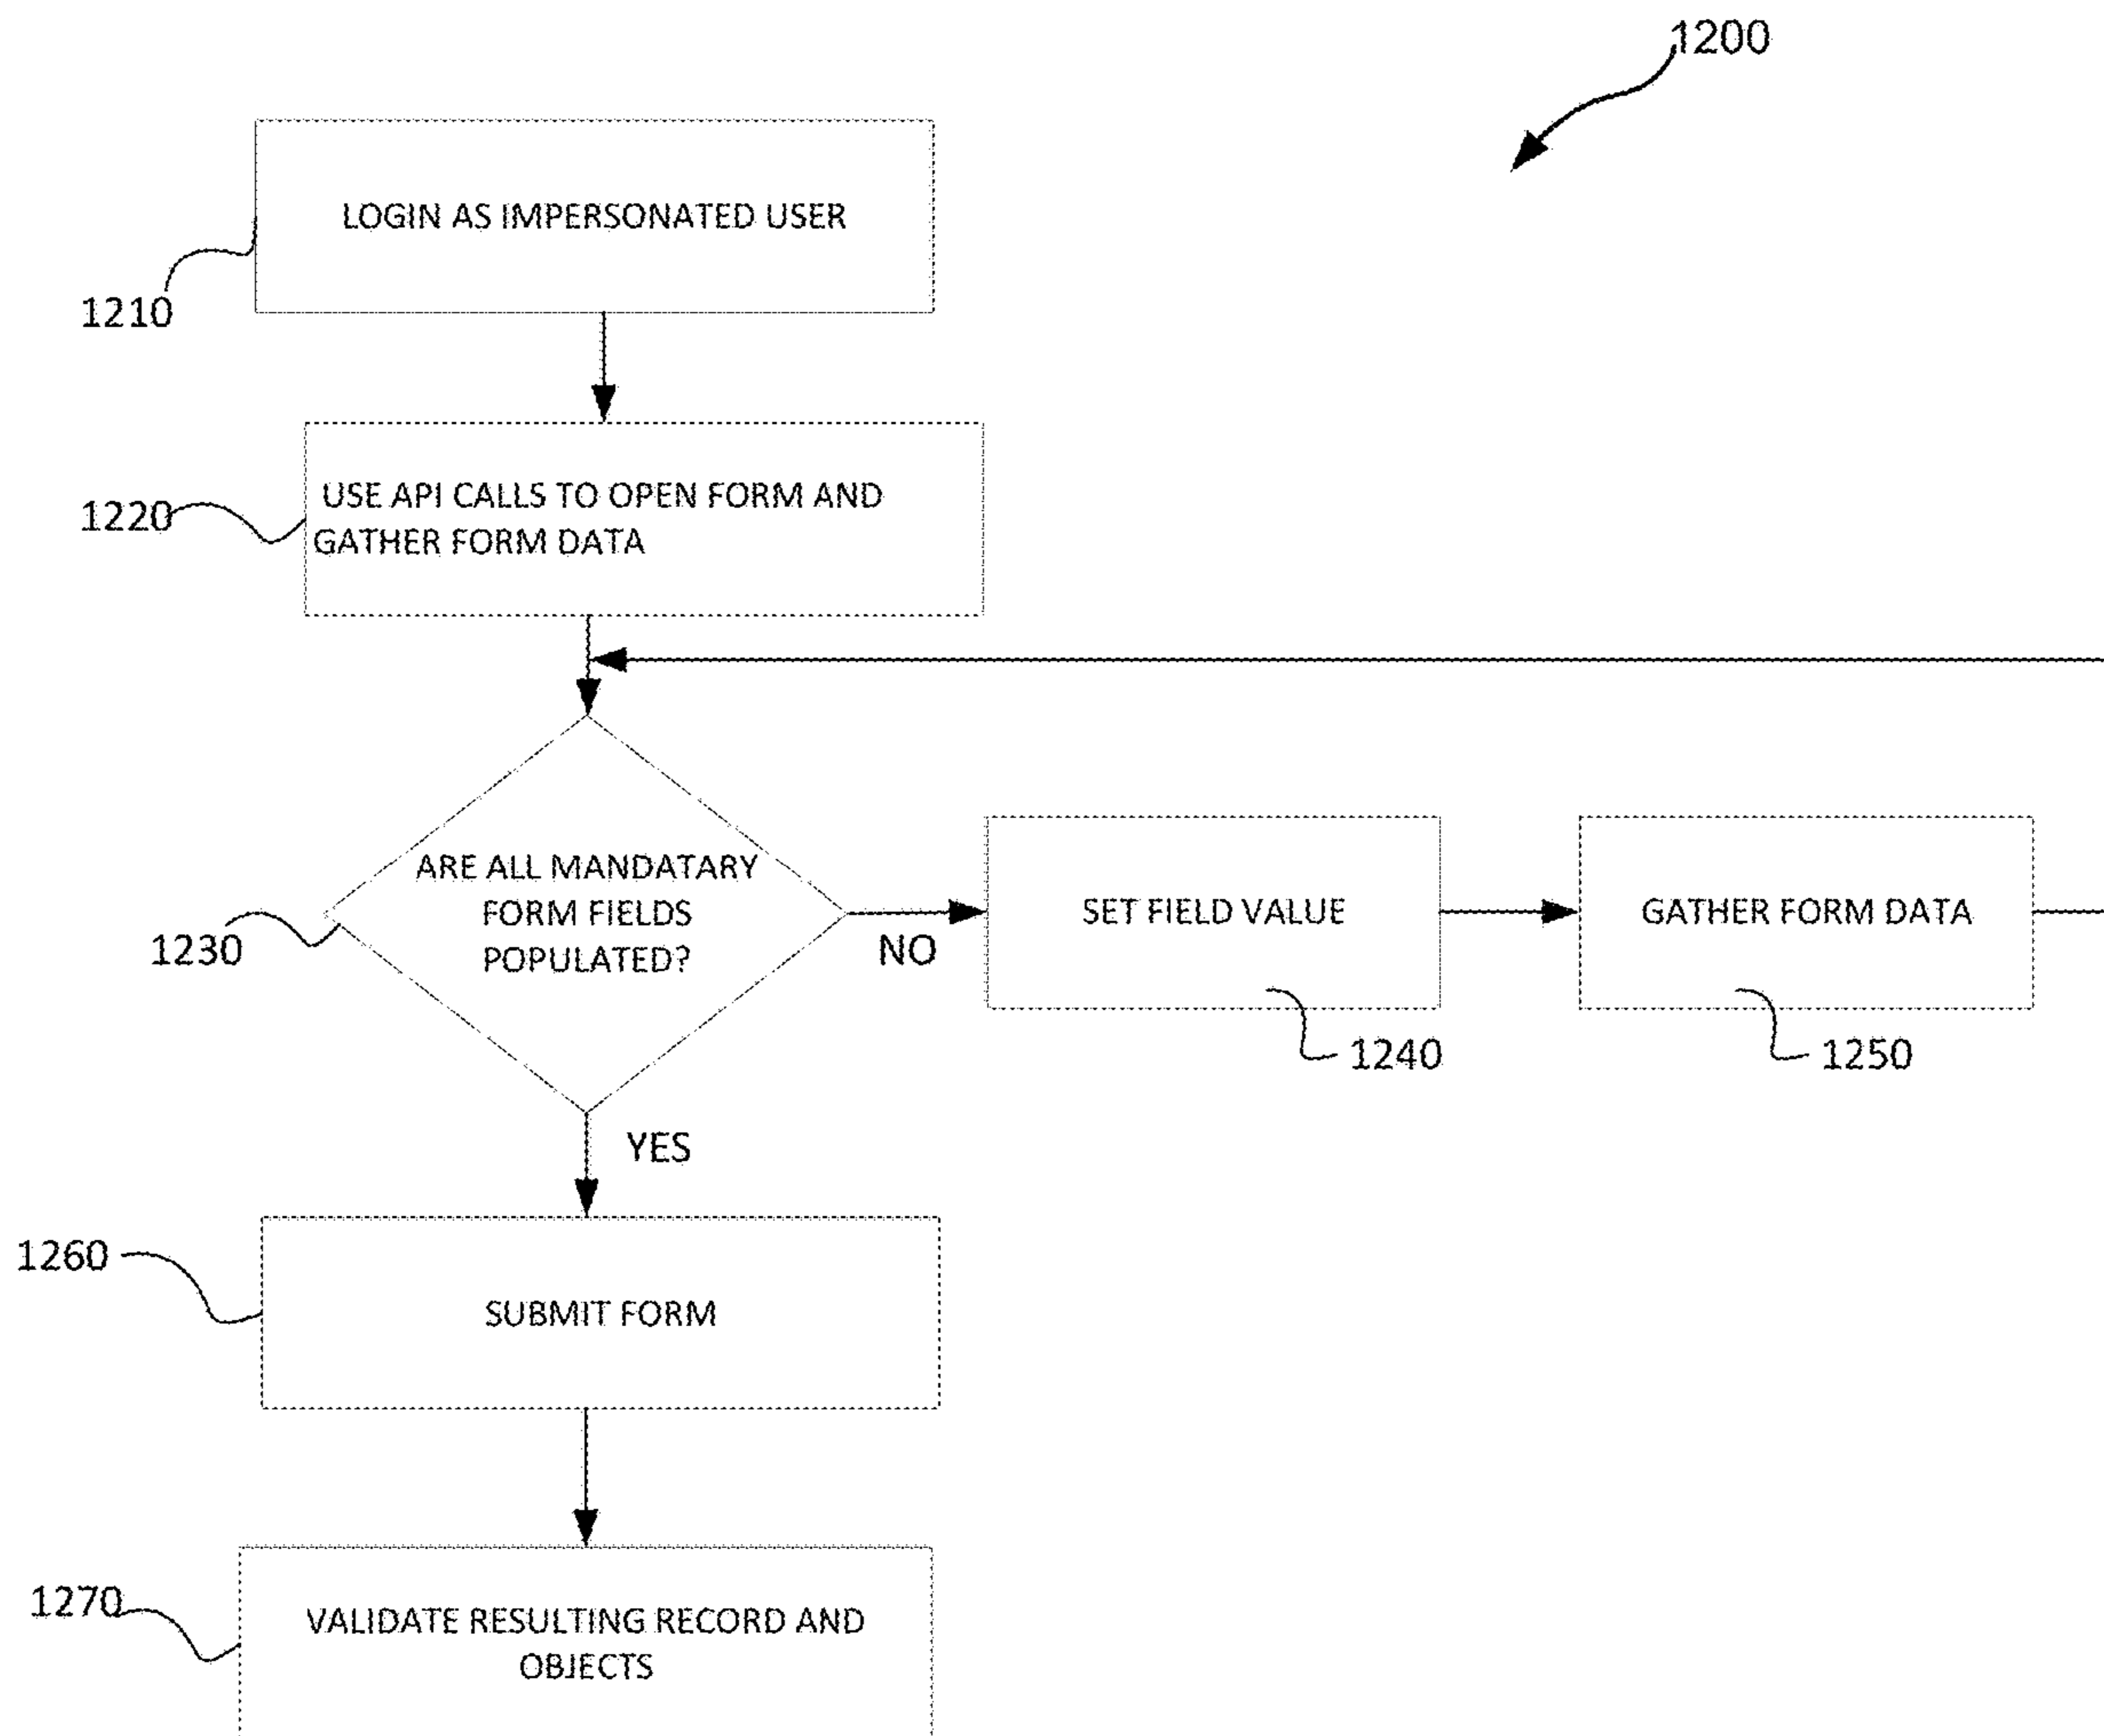 1200
LOGIN AS IMPERSONATED USER
1210
USE API CALLS TO OPEN FORM AND
GATHER FORM DATA
1220
ARE ALL MANDATARY
FORM FIELDS
POPULATED?
1230
NO
SET FIELD VALUE
1240
GATHER FORM DATA
1250
YES
1260
SUBMIT FORM
1270
VALIDATE RESULTING RECORD AND
OBJECTS